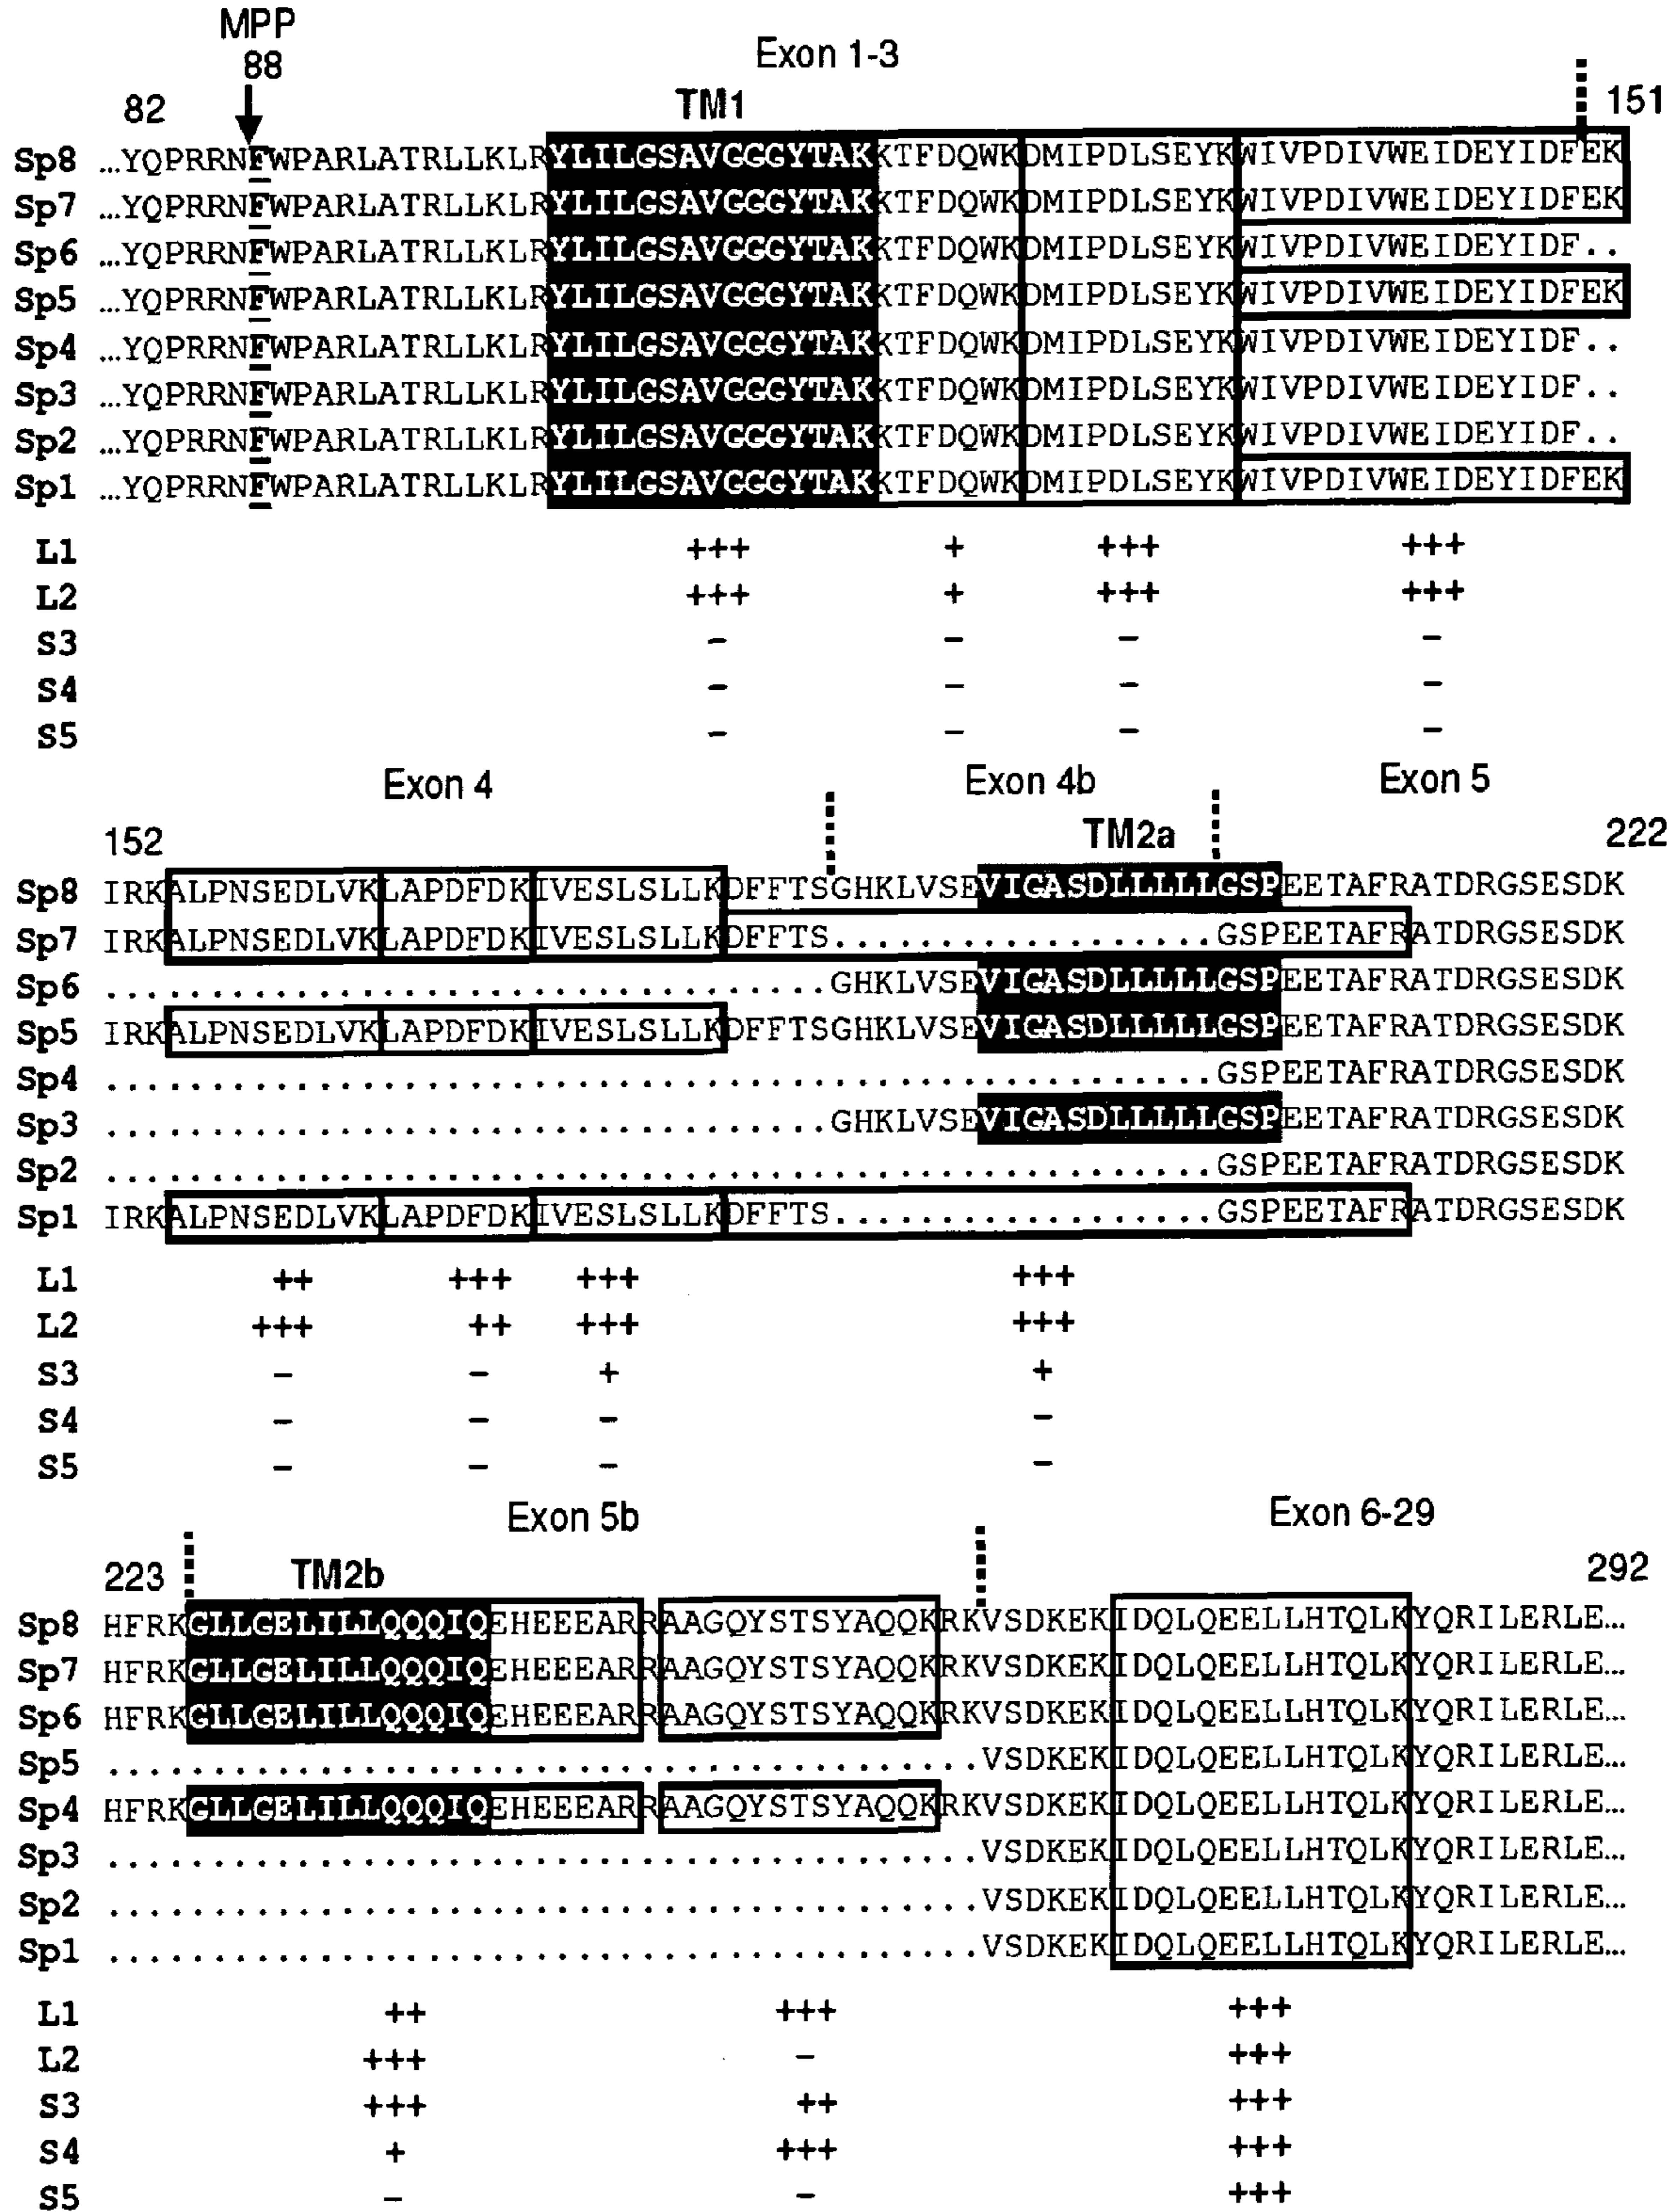 MPP
88
Exon 1-3
82 TM1 151
Sp8 ...YQPRRNFWPARLATRLLKLRYLILGSAVGGGYTAKKTFDQWKDMIPDLSEYKWIVPDIVWEIDEYIDFEK
Sp7 ...YQPRRNFWPARLATRLLKLRYLILGSAVGGGYTAKKTFDQWKDMIPDLSEYKWIVPDIVWEIDEYIDFEK
Sp6 ...YQPRRNFWPARLATRLLKLRYLILGSAVGGGYTAKKTFDQWKDMIPDLSEYKWIVPDIVWEIDEYIDF..
Sp5 ...YQPRRNFWPARLATRLLKLRYLILGSAVGGGYTAKKTFDQWKDMIPDLSEYKWIVPDIVWEIDEYIDFEK
Sp4 ...YQPRRNFWPARLATRLLKLRYLILGSAVGGGYTAKKTFDQWKDMIPDLSEYKWIVPDIVWEIDEYIDF..
Sp3 ...YQPRRNFWPARLATRLLKLRYLILGSAVGGGYTAKKTFDQWKDMIPDLSEYKWIVPDIVWEIDEYIDF..
Sp2 ...YQPRRNFWPARLATRLLKLRYLILGSAVGGGYTAKKTFDQWKDMIPDLSEYKWIVPDIVWEIDEYIDF..
Sp1 ...YQPRRNFWPARLATRLLKLRYLILGSAVGGGYTAKKTFDQWKDMIPDLSEYKWIVPDIVWEIDEYIDFEK
L1 +++ + +++ +++
L2 +++ + +++ +++
S3 – – – –
S4 – – – –
S5 – – – –
Exon 4 Exon 4b Exon 5
152 TM2a 222
Sp8 IRKALPNSEDLVKLAPDFDKIVESLSLLKDFFTSGHKLVSEVIGASDLLLLLGSPEETAFRATDRGSESDK
Sp7 IRKALPNSEDLVKLAPDFDKIVESLSLLKDFFTS..................GSPEETAFRATDRGSESDK
Sp6 ..................................GHKLVSEVIGASDLLLLLGSPEETAFRATDRGSESDK
Sp5 IRKALPNSEDLVKLAPDFDKIVESLSLLKDFFTSGHKLVSEVIGASDLLLLLGSPEETAFRATDRGSESDK
Sp4 ....................................................GSPEETAFRATDRGSESDK
Sp3 ..................................GHKLVSEVIGASDLLLLLGSPEETAFRATDRGSESDK
Sp2 ....................................................GSPEETAFRATDRGSESDK
Sp1 IRKALPNSEDLVKLAPDFDKIVESLSLLKDFFTS..................GSPEETAFRATDRGSESDK
L1 ++ +++ +++ +++
L2 +++ ++ +++ +++
S3 – – + +
S4 – – – –
S5 – – – –
Exon 5b Exon 6-29
223 TM2b 292
Sp8 HFRKGLLGELILLQQQIQEHEEEARRAAGQYSTSYAQQKRKVSDKEKIDQLQEELLHTQLKYQRILERLE...
Sp7 HFRKGLLGELILLQQQIQEHEEEARRAAGQYSTSYAQQKRKVSDKEKIDQLQEELLHTQLKYQRILERLE...
Sp6 HFRKGLLGELILLQQQIQEHEEEARRAAGQYSTSYAQQKRKVSDKEKIDQLQEELLHTQLKYQRILERLE...
Sp5 .........................................VSDKEKIDQLQEELLHTQLKYQRILERLE...
Sp4 HFRKGLLGELILLQQQIQEHEEEARRAAGQYSTSYAQQKRKVSDKEKIDQLQEELLHTQLKYQRILERLE...
Sp3 .........................................VSDKEKIDQLQEELLHTQLKYQRILERLE...
Sp2 .........................................VSDKEKIDQLQEELLHTQLKYQRILERLE...
Sp1 .........................................VSDKEKIDQLQEELLHTQLKYQRILERLE...
L1 ++ +++ +++
L2 +++ – +++
S3 +++ ++ +++
S4 + +++ +++
S5 – – +++